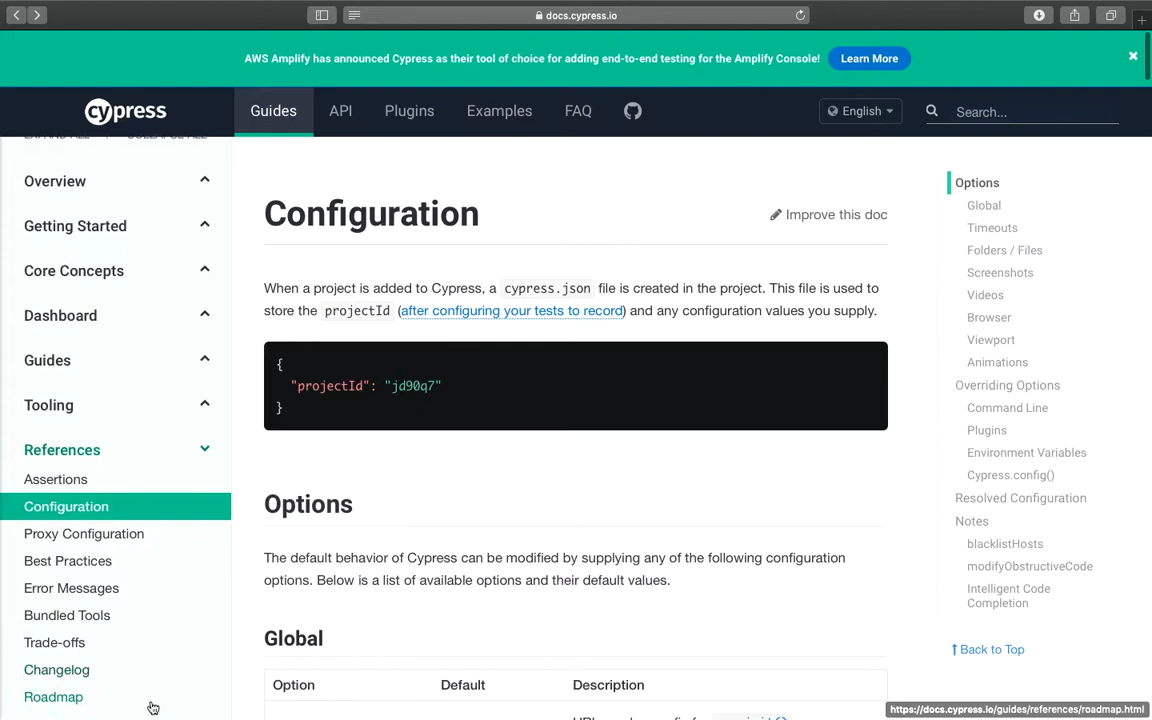 docs.cypress.io
AWS Amplify has announced Cypress as their tool of choice for adding end-to-end testing for the Amplify Console!
Learn More
×
cypress
Guides
API
Plugins
Examples
FAQ
English
Search...
EXPAND ALL / COLLAPSE ALL
Overview
Getting Started
Core Concepts
Dashboard
Guides
Tooling
References
Assertions
Configuration
Proxy Configuration
Best Practices
Error Messages
Bundled Tools
Trade-offs
Changelog
Roadmap
Configuration
Improve this doc
When a project is added to Cypress, a cypress.json file is created in the project. This file is used to
store the projectId (after configuring your tests to record) and any configuration values you supply.
{
"projectId": "jd90q7"
}
Options
The default behavior of Cypress can be modified by supplying any of the following configuration
options. Below is a list of available options and their default values.
Global
Option Default Description
Options
Global
Timeouts
Folders / Files
Screenshots
Videos
Browser
Viewport
Animations
Overriding Options
Command Line
Plugins
Environment Variables
Cypress.config()
Resolved Configuration
Notes
blacklistHosts
modifyObstructiveCode
Intelligent Code
Completion
Back to Top
https://docs.cypress.io/guides/references/roadmap.html